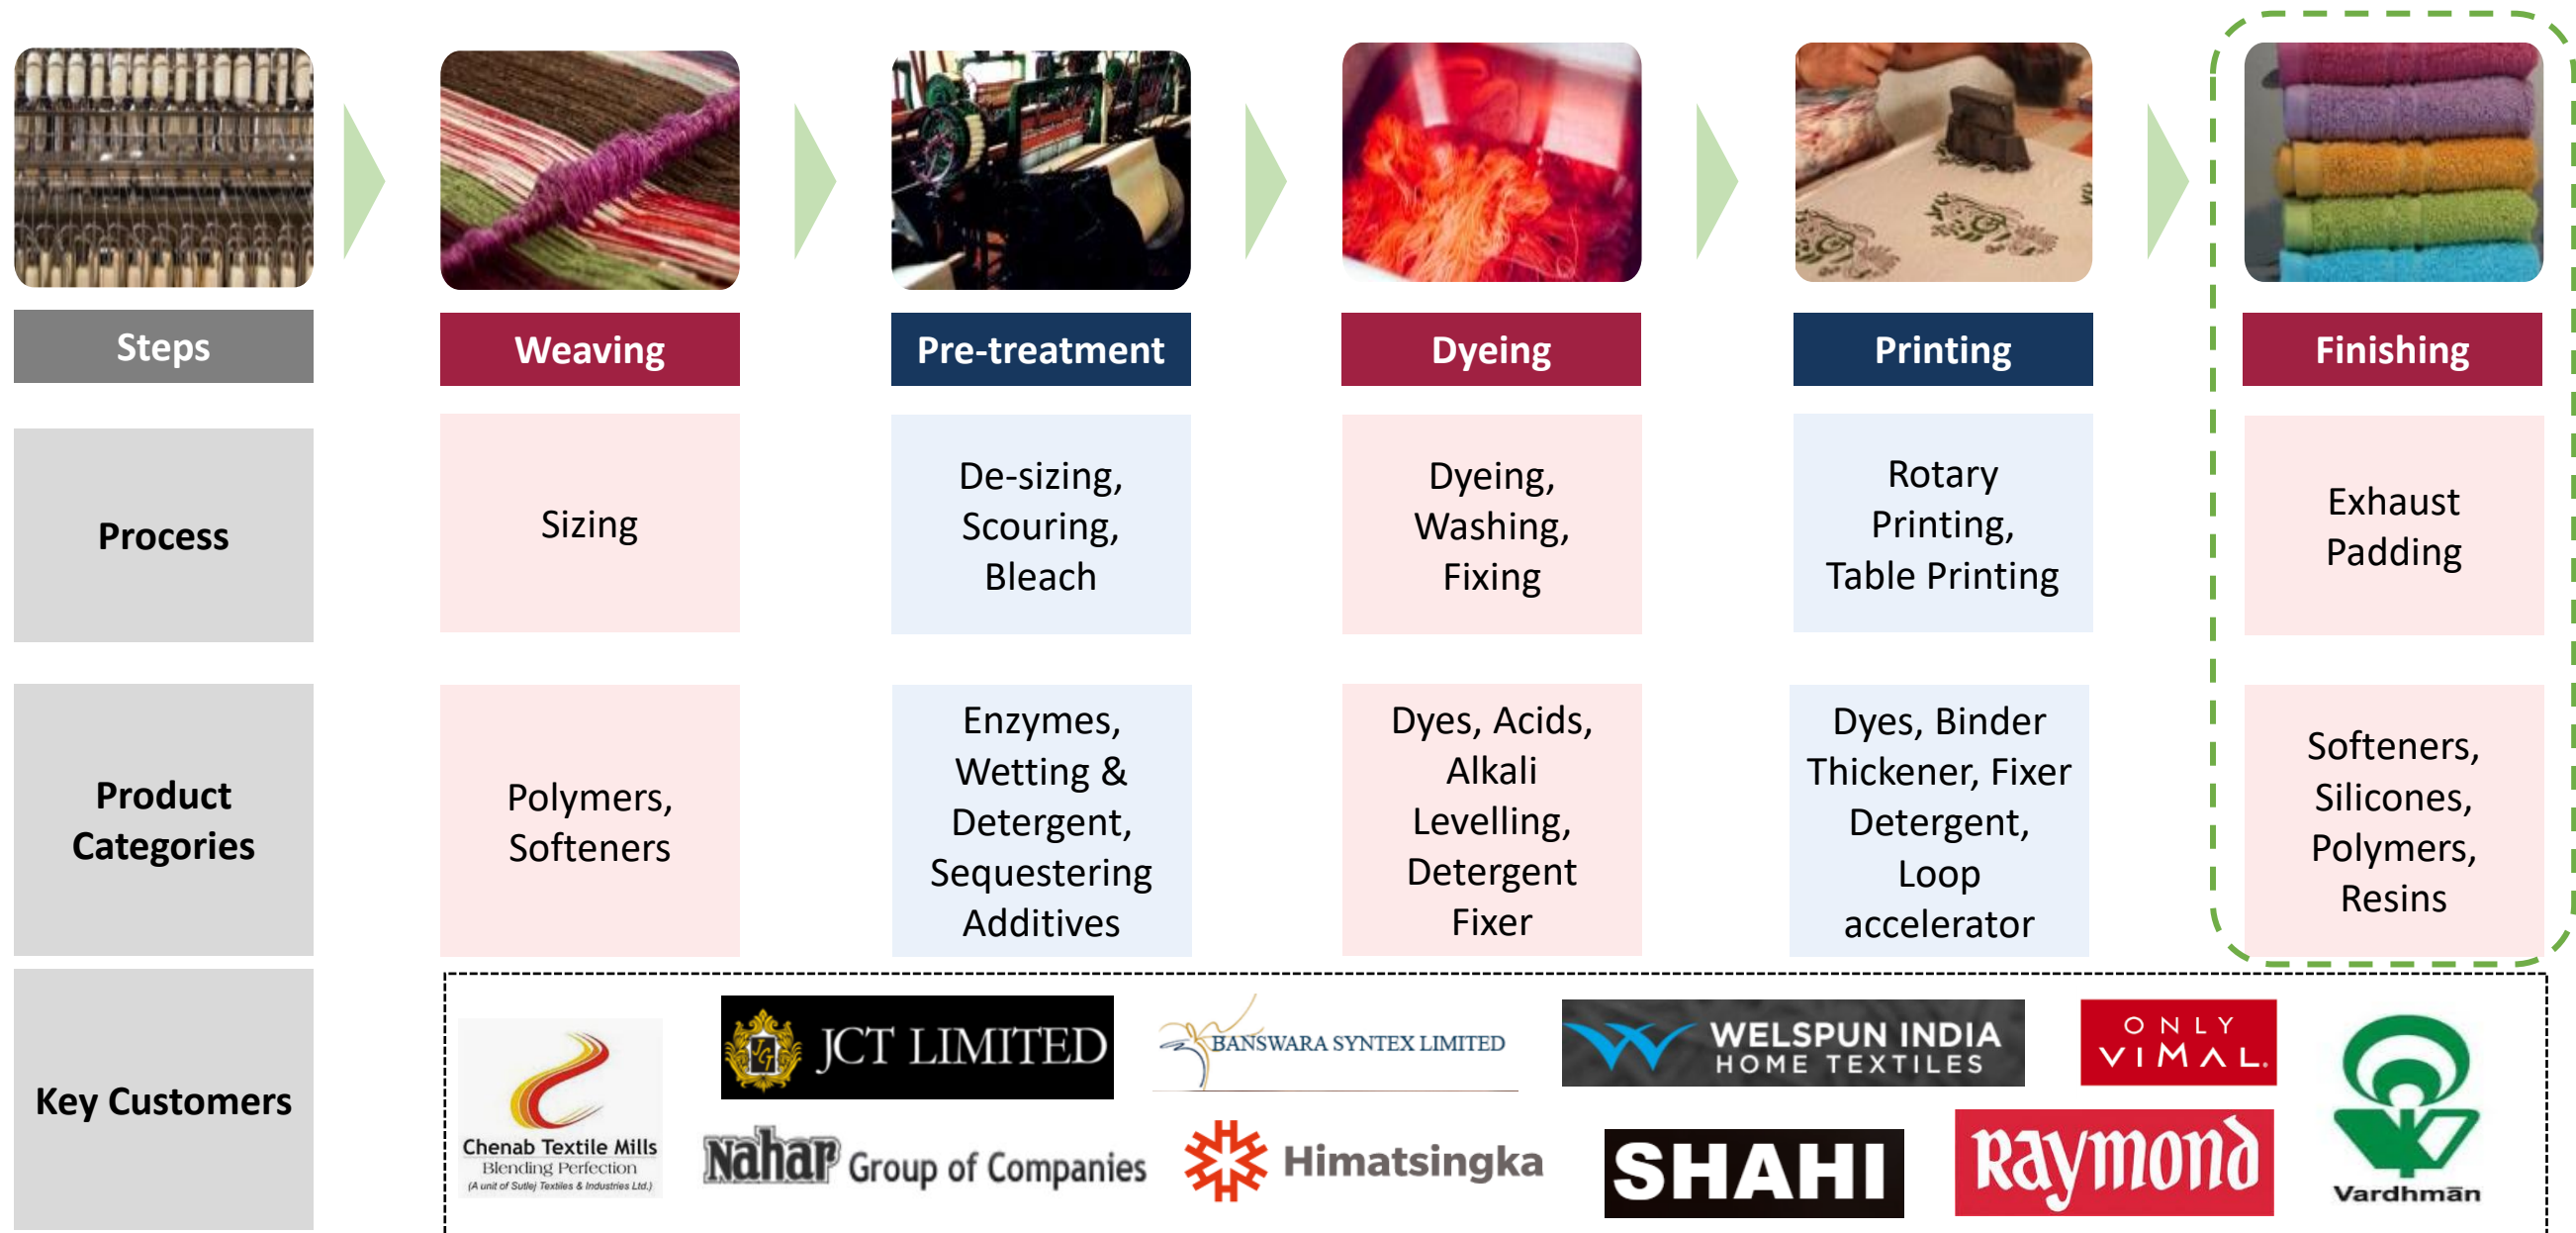 Steps
Weaving
Pre-treatment
Dyeing
Printing
Finishing
Process
Sizing
De-sizing,
Scouring,
Bleach
Dyeing,
Washing,
Fixing
Rotary
Printing,
Table Printing
Exhaust
Padding
Product
Categories
Polymers,
Softeners
Enzymes,
Wetting &
Detergent,
Sequestering
Additives
Dyes, Acids,
Alkali
Levelling,
Detergent
Fixer
Dyes, Binder
Thickener, Fixer
Detergent,
Loop
accelerator
Softeners,
Silicones,
Polymers,
Resins
Key Customers
Chenab Textile Mills
Blending Perfection
(A unit of Sutlej Textiles & Industries Ltd.)
JCT
JCT LIMITED
BANSWARA SYNTEX LIMITED
WELSPUN INDIA
HOME TEXTILES
ONLY
VIMAL.
Nahar Group of Companies
Himatsingka
SHAHI
Raymond
Vardhmān